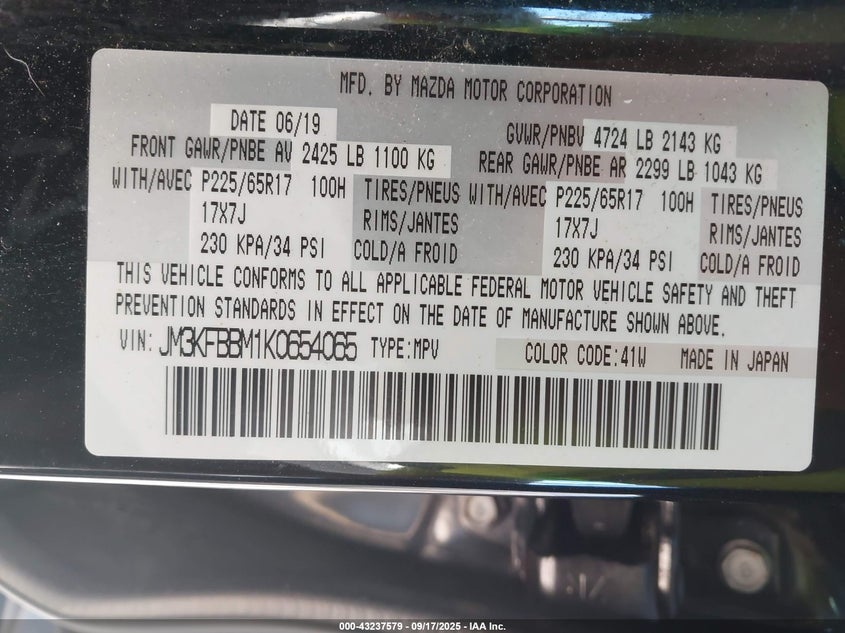 MFD. BY MAZDA MOTOR CORPORATION
DATE 06/19 GVWR/PNBV 4724 LB 2143 KG
FRONT GAWR/PNBE AV 2425 LB 1100 KG REAR GAWR/PNBE AR 2299 LB 1043 KG
WITH/AVEC P225/65R17 100H TIRES/PNEUS WITH/AVEC P225/65R17 100H TIRES/PNEUS
17X7J RIMS/JANTES 17X7J RIMS/JANTES
230 KPA/34 PSI COLD/A FROID 230 KPA/34 PSI COLD/A FROID
THIS VEHICLE CONFORMS TO ALL APPLICABLE FEDERAL MOTOR VEHICLE SAFETY AND THEFT
PREVENTION STANDARDS IN EFFECT ON THE DATE OF MANUFACTURE SHOWN ABOVE.
VIN: JM3KFBBM1K0654065 TYPE:MPV COLOR CODE:41W MADE IN JAPAN
000-43237579 — 09/17/2025 — IAA Inc.